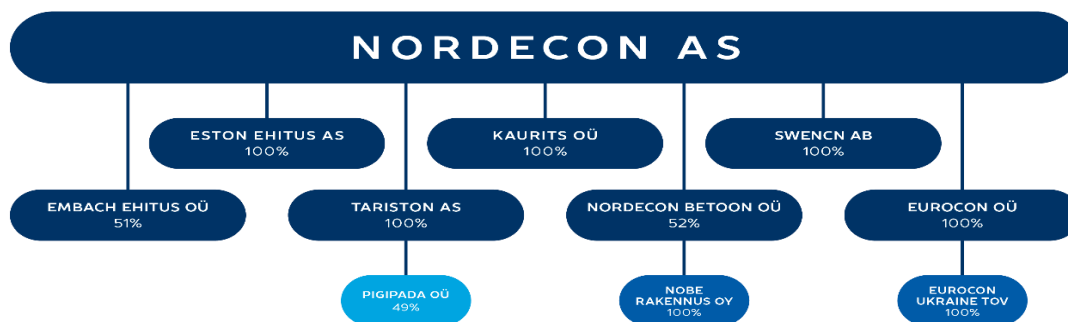 NORDECON AS
ESTON EHITUS AS
100%
KAURITS OÜ
100%
SWENCN AB
100%
EMBACH EHITUS OÜ
51%
TARISTON AS
100%
NORDECON BETOON OÜ
52%
EUROCON OÜ
100%
PIGIPADA OÜ
49%
NOBE
RAKENNUS OY
100%
EUROCON
UKRAINE TOV
100%